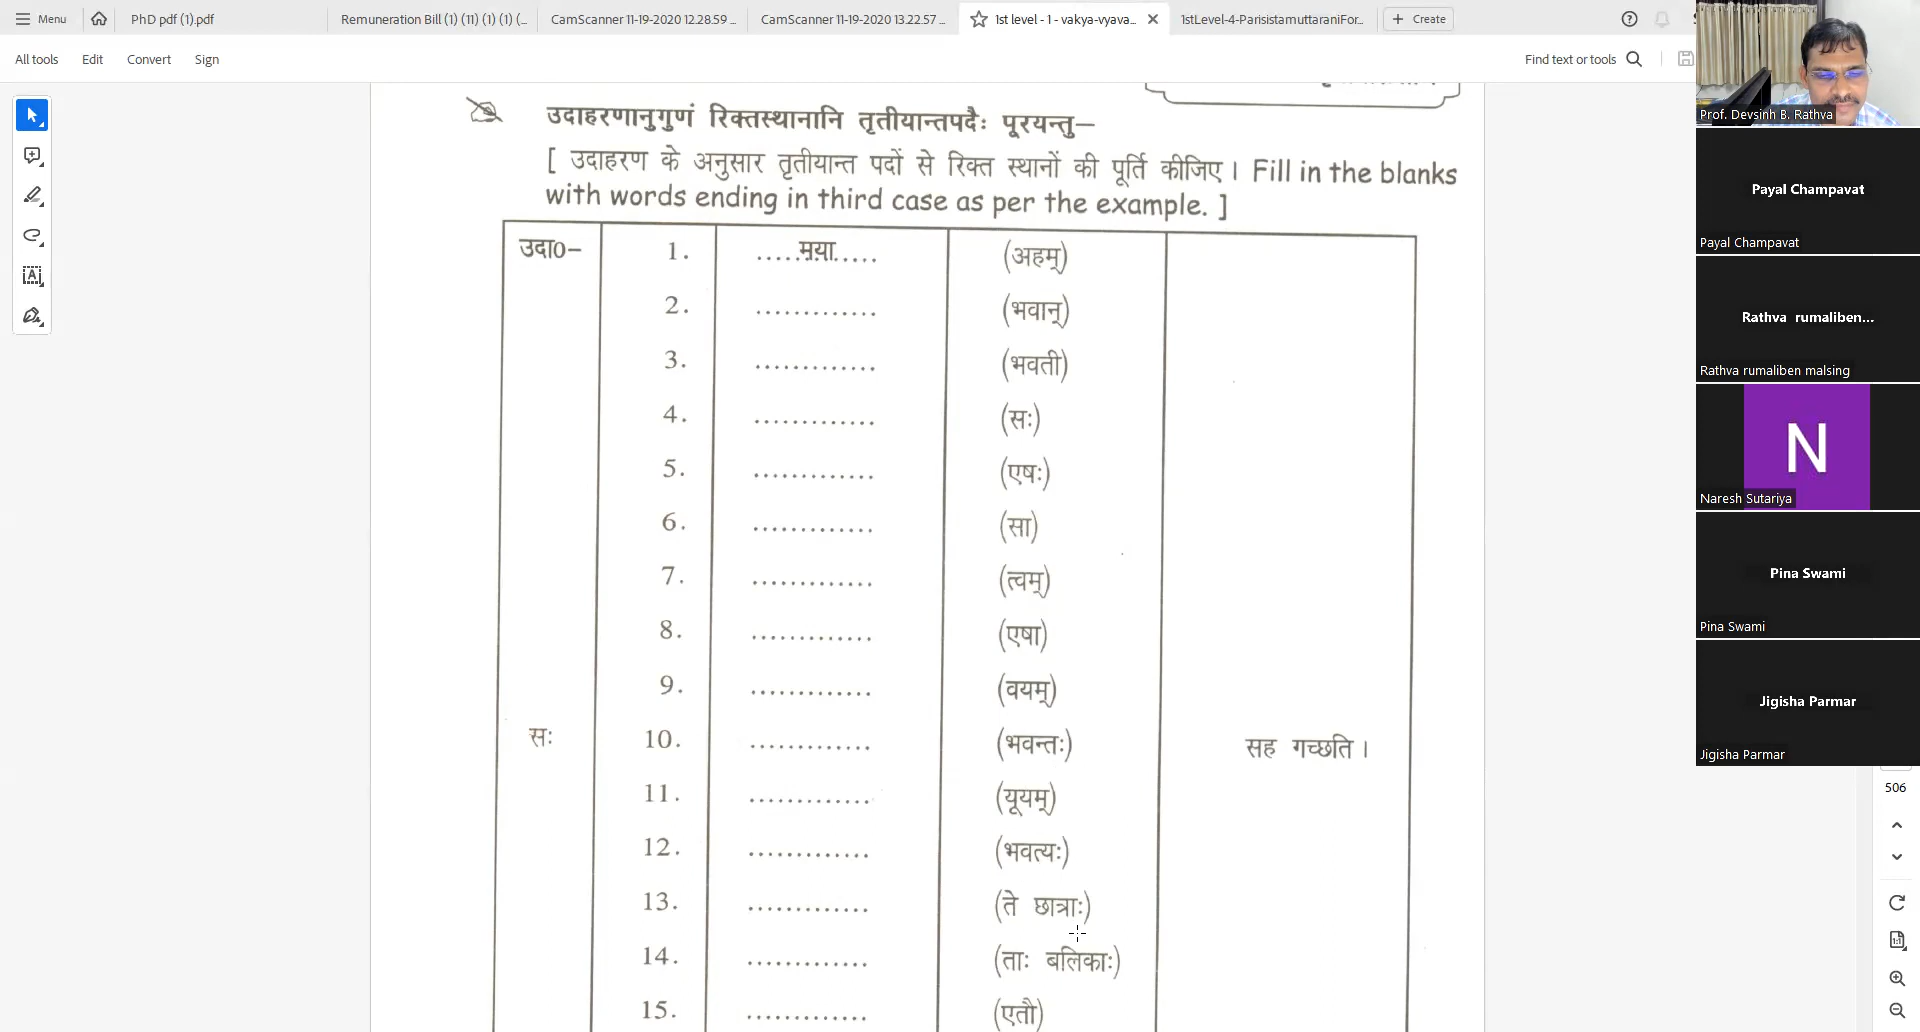 Menu
PhD pdf (1).pdf
Remuneration Bill (1) (11) (1) (1) (...
CamScanner 11-19-2020 12.28.59 ...
CamScanner 11-19-2020 13.22.57 ...
1st level - 1 - vakya-vyava...
1stLevel-4-ParisistamuttaraniFor...
+ Create
All tools Edit Convert Sign
Find text or tools
उदाहरणानुगुणं रिक्तस्थानानि तृतीयान्तपदैः पूरयन्तु—
[ उदाहरण के अनुसार तृतीयान्त पदों से रिक्त स्थानों की पूर्ति कीजिए । Fill in the blanks
with words ending in third case as per the example. ]
उदा०– 1. .....मया..... (अहम्)
2. ............. (भवान्)
3. ............. (भवती)
4. ............. (सः)
5. ............. (एषः)
6. ............. (सा)
7. ............. (त्वम्)
8. ............. (एषा)
9. ............. (वयम्)
सः 10. ............. (भवन्तः) सह गच्छति ।
11. ............. (यूयम्)
12. ............. (भवत्यः)
13. ............. (ते छात्राः)
14. ............. (ताः बलिकाः)
15. ............. (एतौ)
Prof. Devsinh B. Rathva
Payal Champavat
Payal Champavat
Rathva rumaliben...
Rathva rumaliben malsing
N
Naresh Sutariya
Pina Swami
Pina Swami
Jigisha Parmar
Jigisha Parmar
506